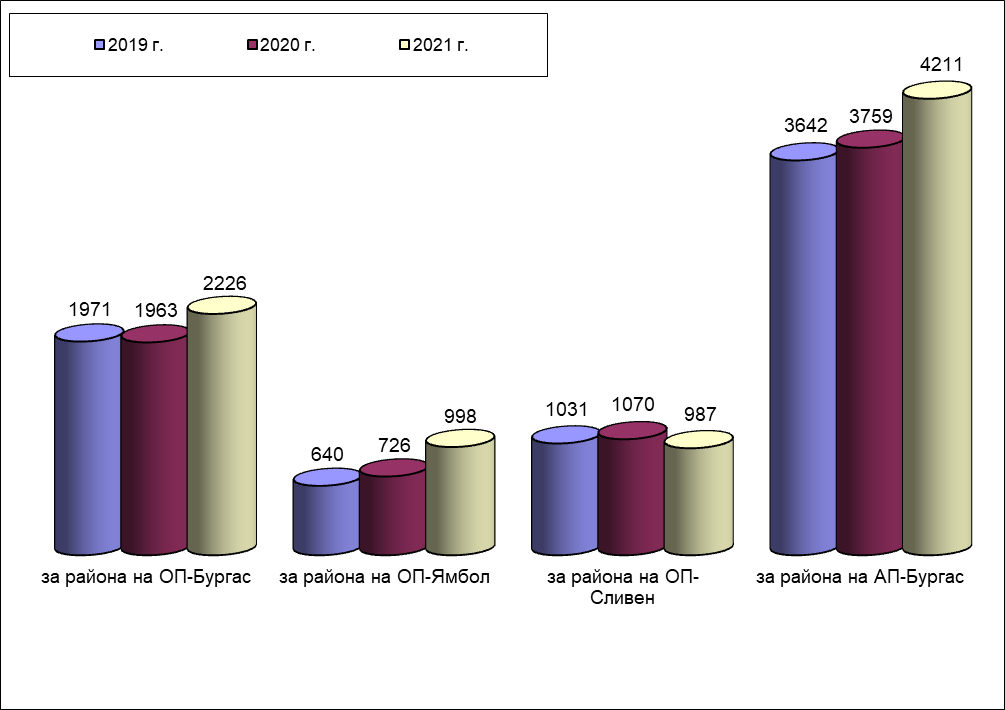 2019 г. 2020 г. 2021 г.
4211
3642 3759
1971 1963 2226
640 726 998
1031 1070 987
за района на ОП-Бургас за района на ОП-Ямбол за района на ОП- за района на АП-Бургас
Сливен